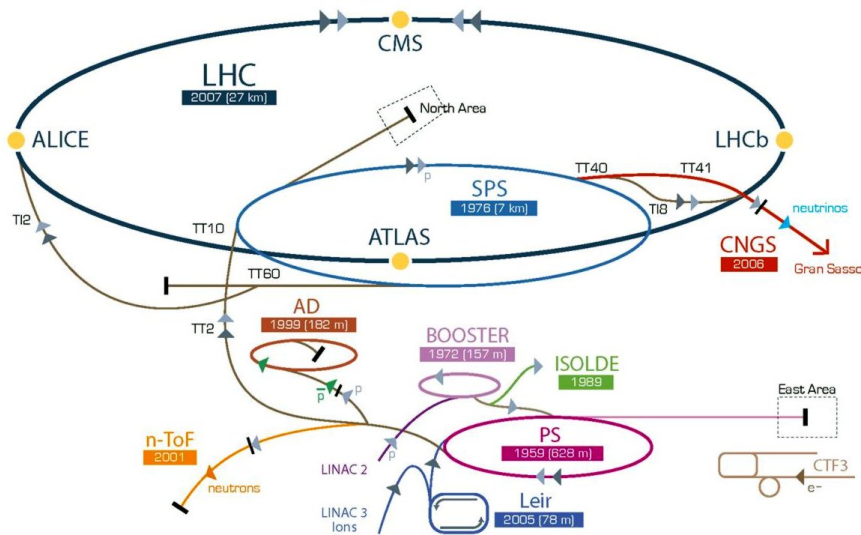 CMS
LHC
2007 (27 km)
North Area
ALICE
LHCb
TT40
TT41
SPS
1976 (7 km)
p
TI8
neutrinos
TI2
TT10
ATLAS
CNGS
2006
Gran Sasso
TT60
AD
1999 (182 m)
TT2
BOOSTER
1972 (157 m)
ISOLDE
1989
p
p
East Area
n-ToF
2001
neutrons
LINAC 2
p
PS
1959 (628 m)
CTF3
e-
LINAC 3
Ions
Leir
2005 (78 m)